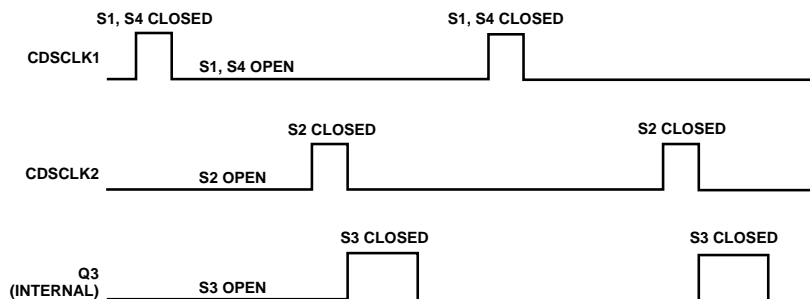 S1, S4 CLOSED
S1, S4 CLOSED
CDSCLK1
S1, S4 OPEN
S2 CLOSED
S2 CLOSED
CDSCLK2
S2 OPEN
S3 CLOSED
S3 CLOSED
Q3
(INTERNAL)
S3 OPEN